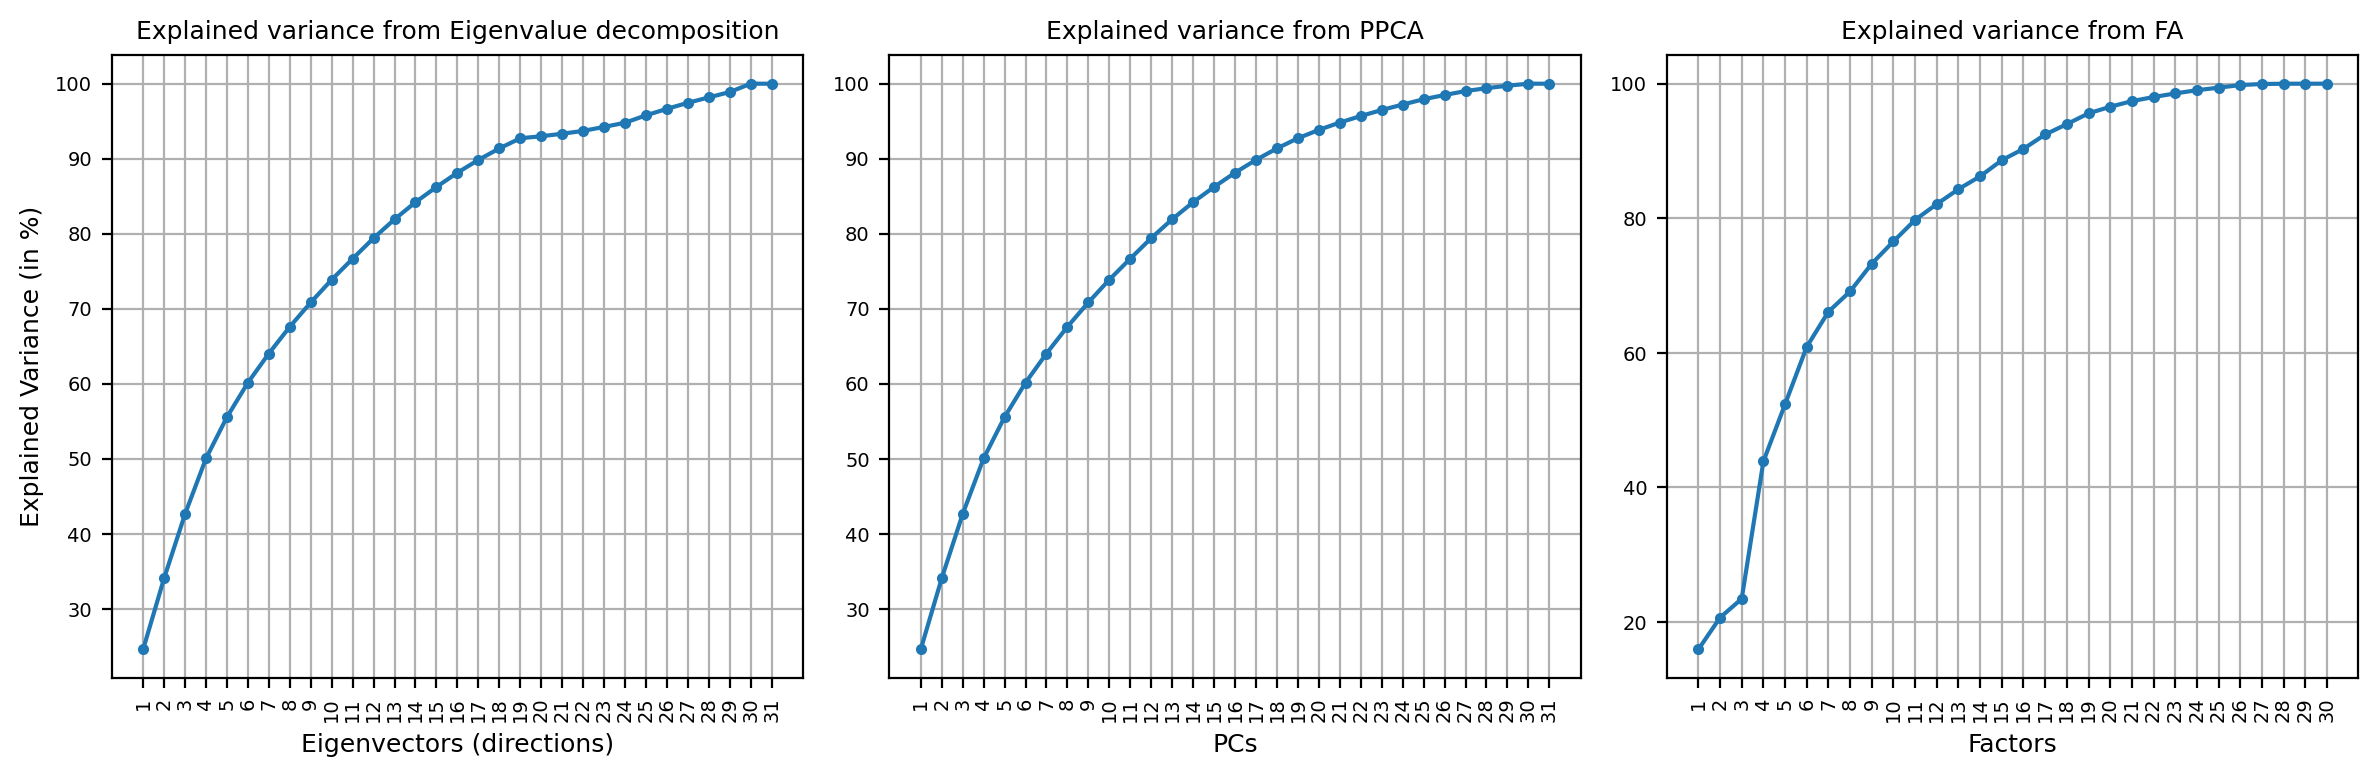 Explained variance from Eigenvalue decomposition
Explained Variance (in %)
100
90
80
70
60
50
40
30
1 2 3 4 5 6 7 8 9 10 11 12 13 14 15 16 17 18 19 20 21 22 23 24 25 26 27 28 29 30 31
Eigenvectors (directions)
Explained variance from PPCA
100
90
80
70
60
50
40
30
1 2 3 4 5 6 7 8 9 10 11 12 13 14 15 16 17 18 19 20 21 22 23 24 25 26 27 28 29 30 31
PCs
Explained variance from FA
100
80
60
40
20
1 2 3 4 5 6 7 8 9 10 11 12 13 14 15 16 17 18 19 20 21 22 23 24 25 26 27 28 29 30
Factors